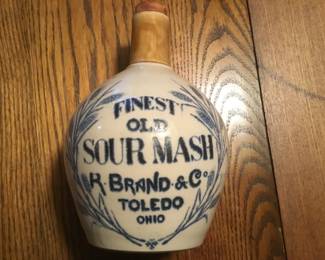 FINEST
OLD
SOUR MASH
K. BRAND. & Co
TOLEDO
OHIO